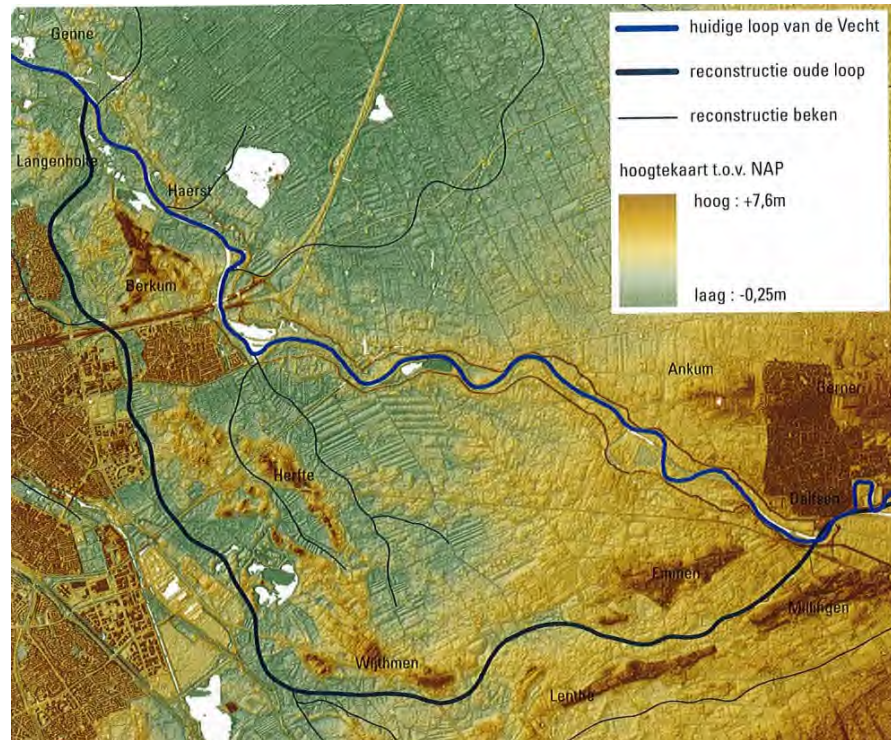 Genne
huidige loop van de Vecht
reconstructie oude loop
reconstructie beken
Langenholte
Haerst
hoogtekaart t.o.v. NAP
hoog : +7,6m
Berkum
laag : -0,25m
Ankum
Gerner
Herfte
Dalfsen
Emmen
Millingen
Wijthmen
Lenthe